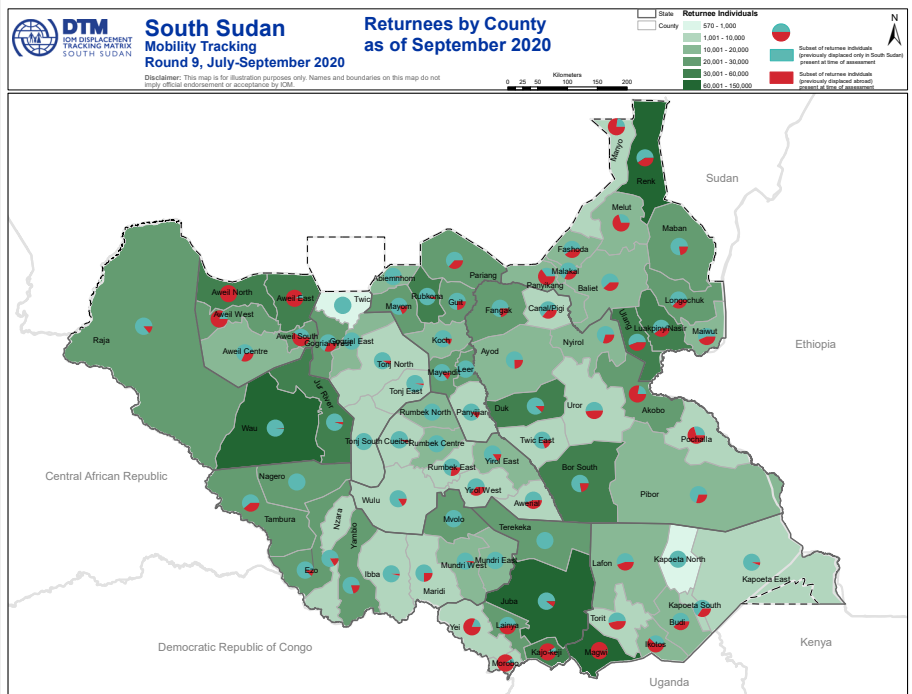 DTM
IOM DISPLACEMENT
TRACKING MATRIX
SOUTH SUDAN
South Sudan
Mobility Tracking
Round 9, July-September 2020
Disclaimer: This map is for illustration purposes only. Names and boundaries on this map do not
imply official endorsement or acceptance by IOM.
Returnees by County
as of September 2020
Kilometers
0 25 50 100 150 200
State
County
Returnee Individuals
570 - 1,000
1,001 - 10,000
10,001 - 20,000
20,001 - 30,000
30,001 - 60,000
60,001 - 150,000
Subset of returnee individuals
(previously displaced only in South Sudan)
present at time of assessment
Subset of returnee individuals
(previously displaced abroad)
present at time of assessment
N
Manyo
Renk
Sudan
Melut
Maban
Fashoda
Malakal
Panyikang
Baliet
Pariang
Abiemnhom
Rubkona
Mayom
Guit
Fangak
Canal/Pigi
Longochuk
Ulang
Luakpiny/Nasir
Maiwut
Ethiopia
Aweil North
Aweil East
Twic
Aweil West
Aweil South
Gogrial West
Gogrial East
Aweil Centre
Raja
Koch
Nyirol
Ayod
Tonj North
Mayendit
Leer
Tonj East
Jur River
Wau
Rumbek North
Panyijiar
Duk
Uror
Akobo
Pochalla
Tonj South
Cueibet
Rumbek Centre
Twic East
Rumbek East
Yirol East
Bor South
Central African Republic
Nagero
Yirol West
Pibor
Wulu
Awerial
Tambura
Nzara
Yambio
Mvolo
Terekeka
Ezo
Ibba
Maridi
Mundri West
Mundri East
Lafon
Kapoeta North
Kapoeta East
Juba
Kapoeta South
Yei
Lainya
Torit
Budi
Democratic Republic of Congo
Morobo
Kajo-keji
Magwi
Ikotos
Kenya
Uganda